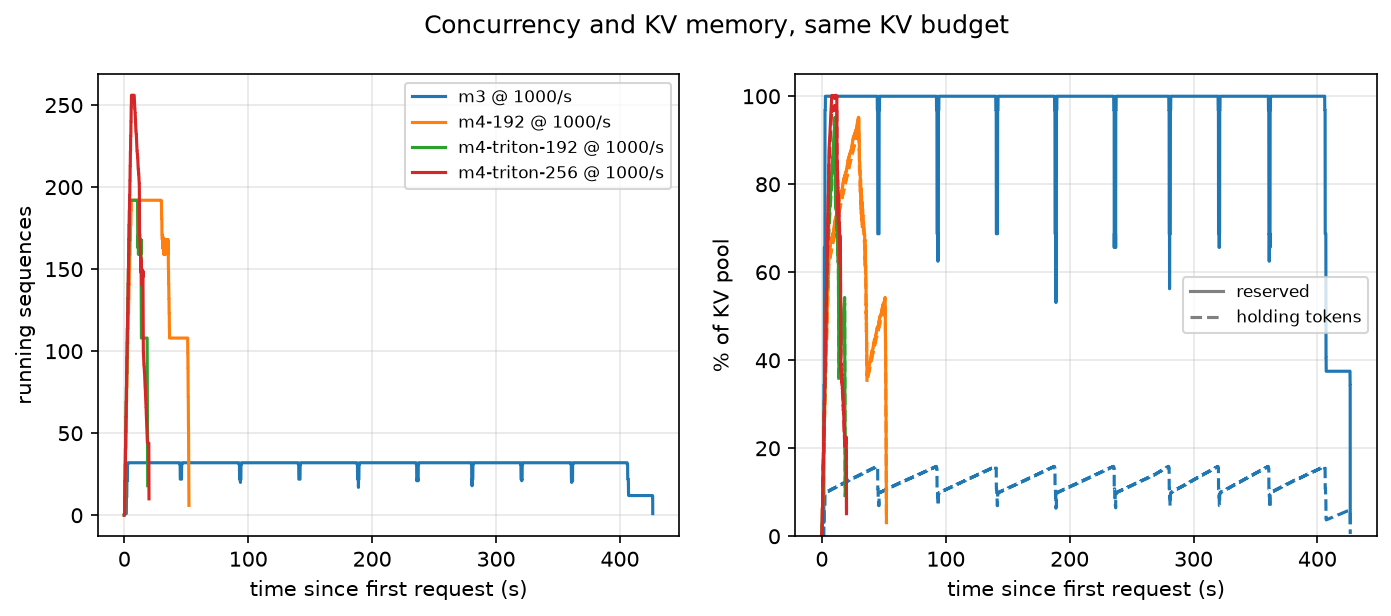 Concurrency and KV memory, same KV budget
running sequences
250
200
150
100
50
0
m3 @ 1000/s
m4-192 @ 1000/s
m4-triton-192 @ 1000/s
m4-triton-256 @ 1000/s
0 100 200 300 400
time since first request (s)
% of KV pool
100
80
60
40
20
0
reserved
holding tokens
0 100 200 300 400
time since first request (s)